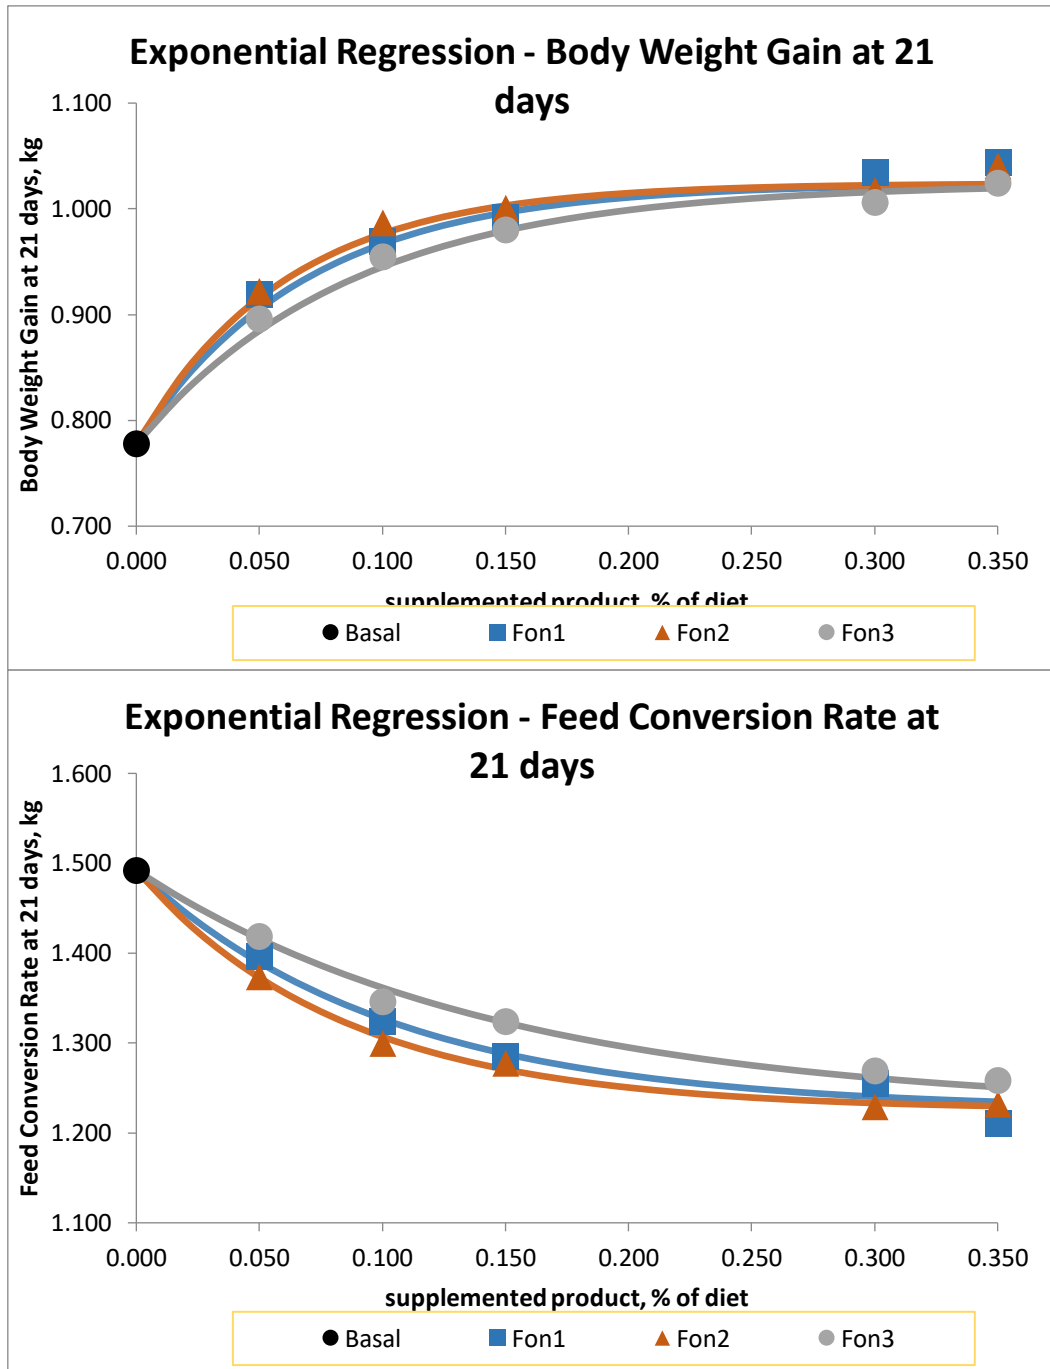 Exponential Regression - Body Weight Gain at 21
days
Body Weight Gain at 21 days, kg
1.100
1.000
0.900
0.800
0.700
0.000 0.050 0.100 0.150 0.200 0.250 0.300 0.350
supplemented product, % of diet
Basal Fon1 Fon2 Fon3
Exponential Regression - Feed Conversion Rate at
21 days
Feed Conversion Rate at 21 days, kg
1.600
1.500
1.400
1.300
1.200
1.100
0.000 0.050 0.100 0.150 0.200 0.250 0.300 0.350
supplemented product, % of diet
Basal Fon1 Fon2 Fon3